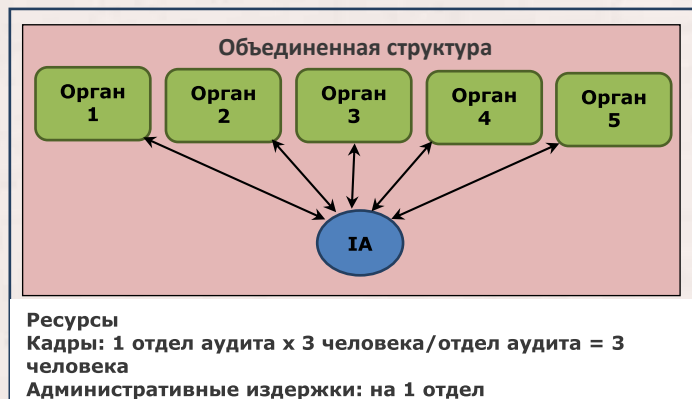 Объединенная структура
Орган
1
Орган
2
Орган
3
Орган
4
Орган
5
IA
Ресурсы
Кадры: 1 отдел аудита x 3 человека/отдел аудита = 3
человека
Административные издержки: на 1 отдел